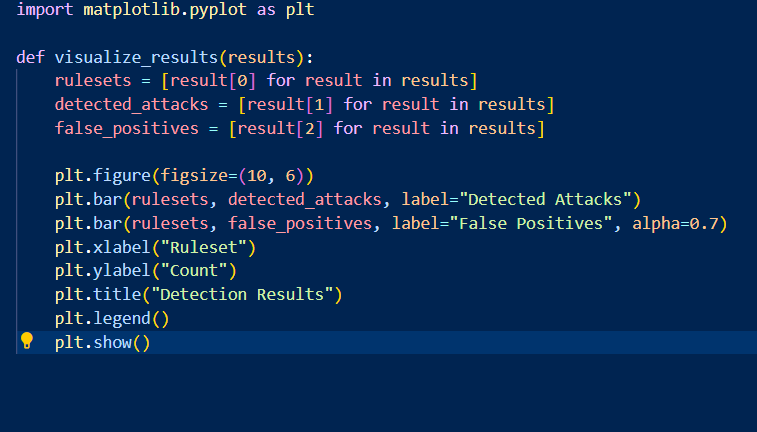 import matplotlib.pyplot as plt

def visualize_results(results):
    rulesets = [result[0] for result in results]
    detected_attacks = [result[1] for result in results]
    false_positives = [result[2] for result in results]

    plt.figure(figsize=(10, 6))
    plt.bar(rulesets, detected_attacks, label="Detected Attacks")
    plt.bar(rulesets, false_positives, label="False Positives", alpha=0.7)
    plt.xlabel("Ruleset")
    plt.ylabel("Count")
    plt.title("Detection Results")
    plt.legend()
    plt.show()